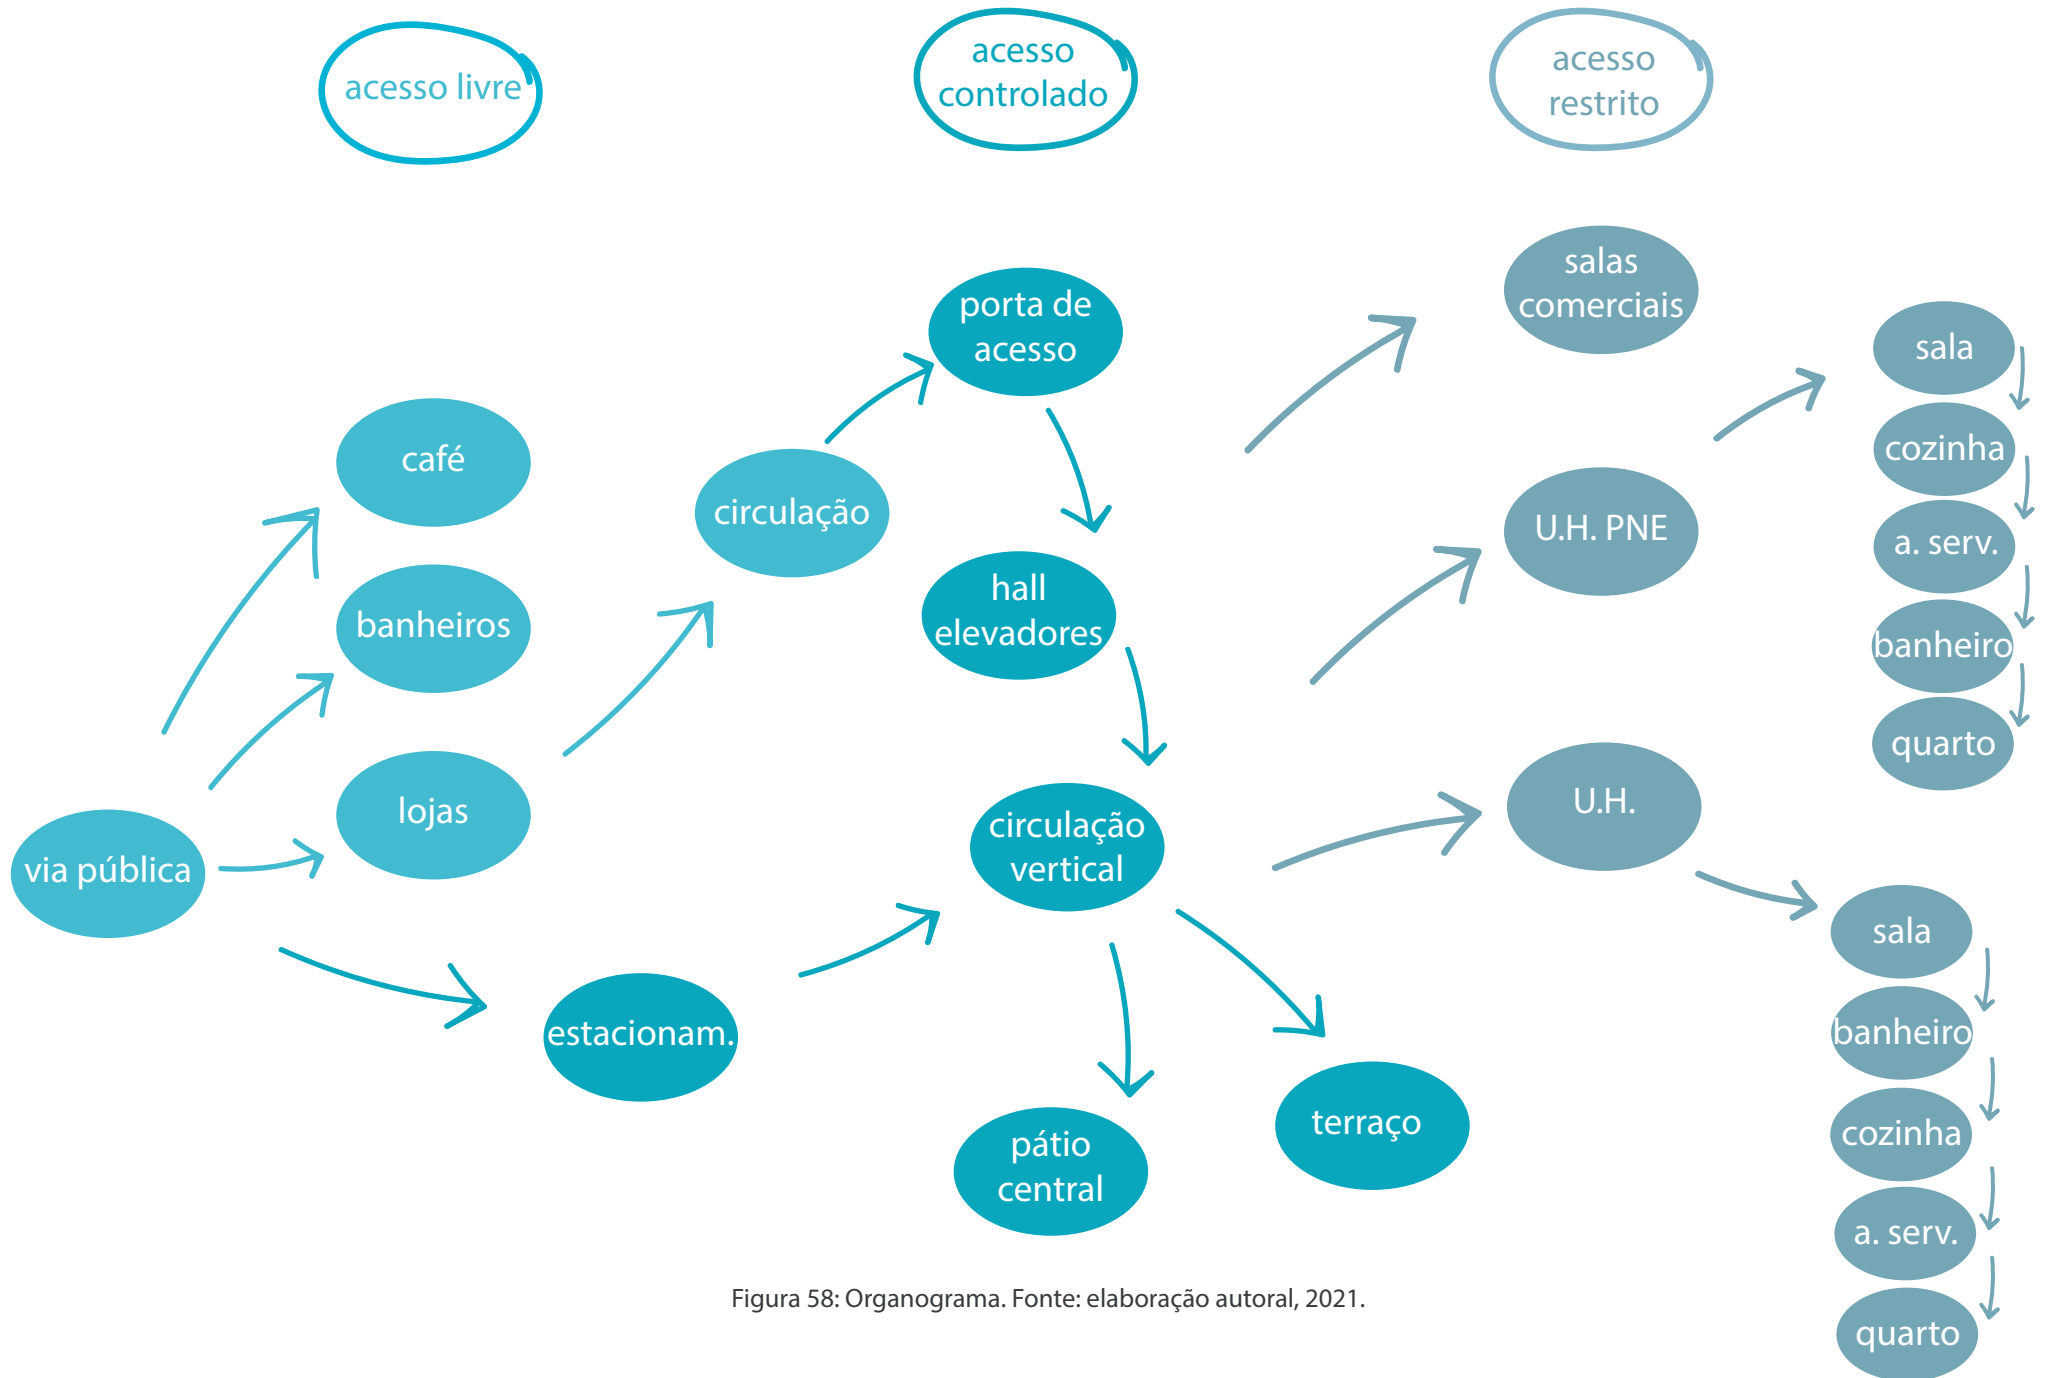 acesso livre
acesso
controlado
acesso
restrito
via pública
café
banheiros
lojas
circulação
estacionam.
porta de
acesso
hall
elevadores
circulação
vertical
pátio
central
terraço
salas
comerciais
U.H. PNE
U.H.
sala
cozinha
a. serv.
banheiro
quarto
sala
banheiro
cozinha
a. serv.
quarto
Figura 58: Organograma. Fonte: elaboração autoral, 2021.